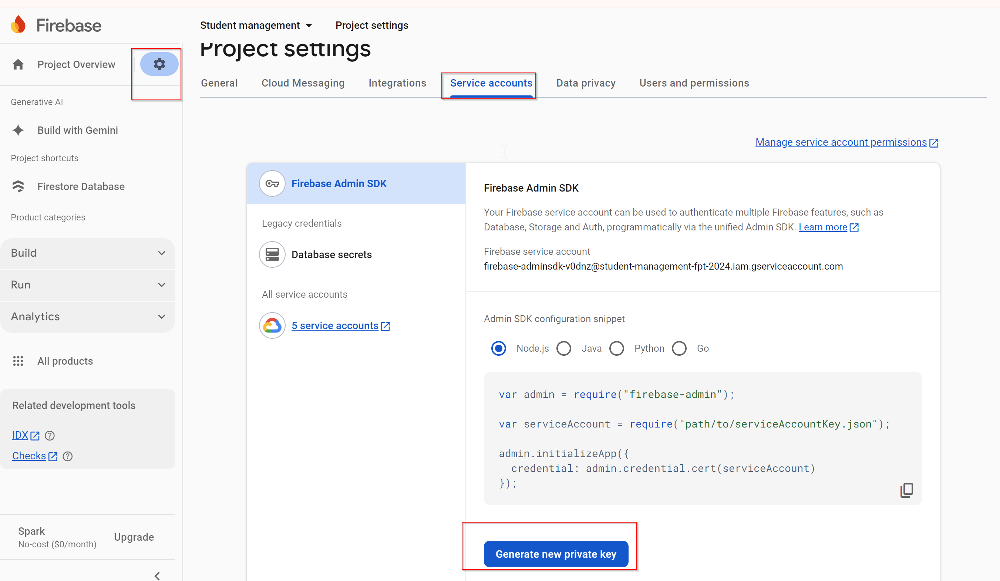 Firebase
Student management
Project settings
Project settings
Project Overview
Generative AI
Build with Gemini
Project shortcuts
Firestore Database
Product categories
Build
Run
Analytics
All products
Related development tools
IDX
Checks
Spark
No-cost ($0/month)
Upgrade
General
Cloud Messaging
Integrations
Service accounts
Data privacy
Users and permissions
Manage service account permissions
Firebase Admin SDK
Legacy credentials
Database secrets
All service accounts
5 service accounts
Firebase Admin SDK
Your Firebase service account can be used to authenticate multiple Firebase features, such as
Database, Storage and Auth, programmatically via the unified Admin SDK. Learn more
Firebase service account
firebase-adminsdk-v0dnz@student-management-fpt-2024.iam.gserviceaccount.com
Admin SDK configuration snippet
Node.js
Java
Python
Go
var admin = require("firebase-admin");
var serviceAccount = require("path/to/serviceAccountKey.json");
admin.initializeApp({
  credential: admin.credential.cert(serviceAccount)
});
Generate new private key